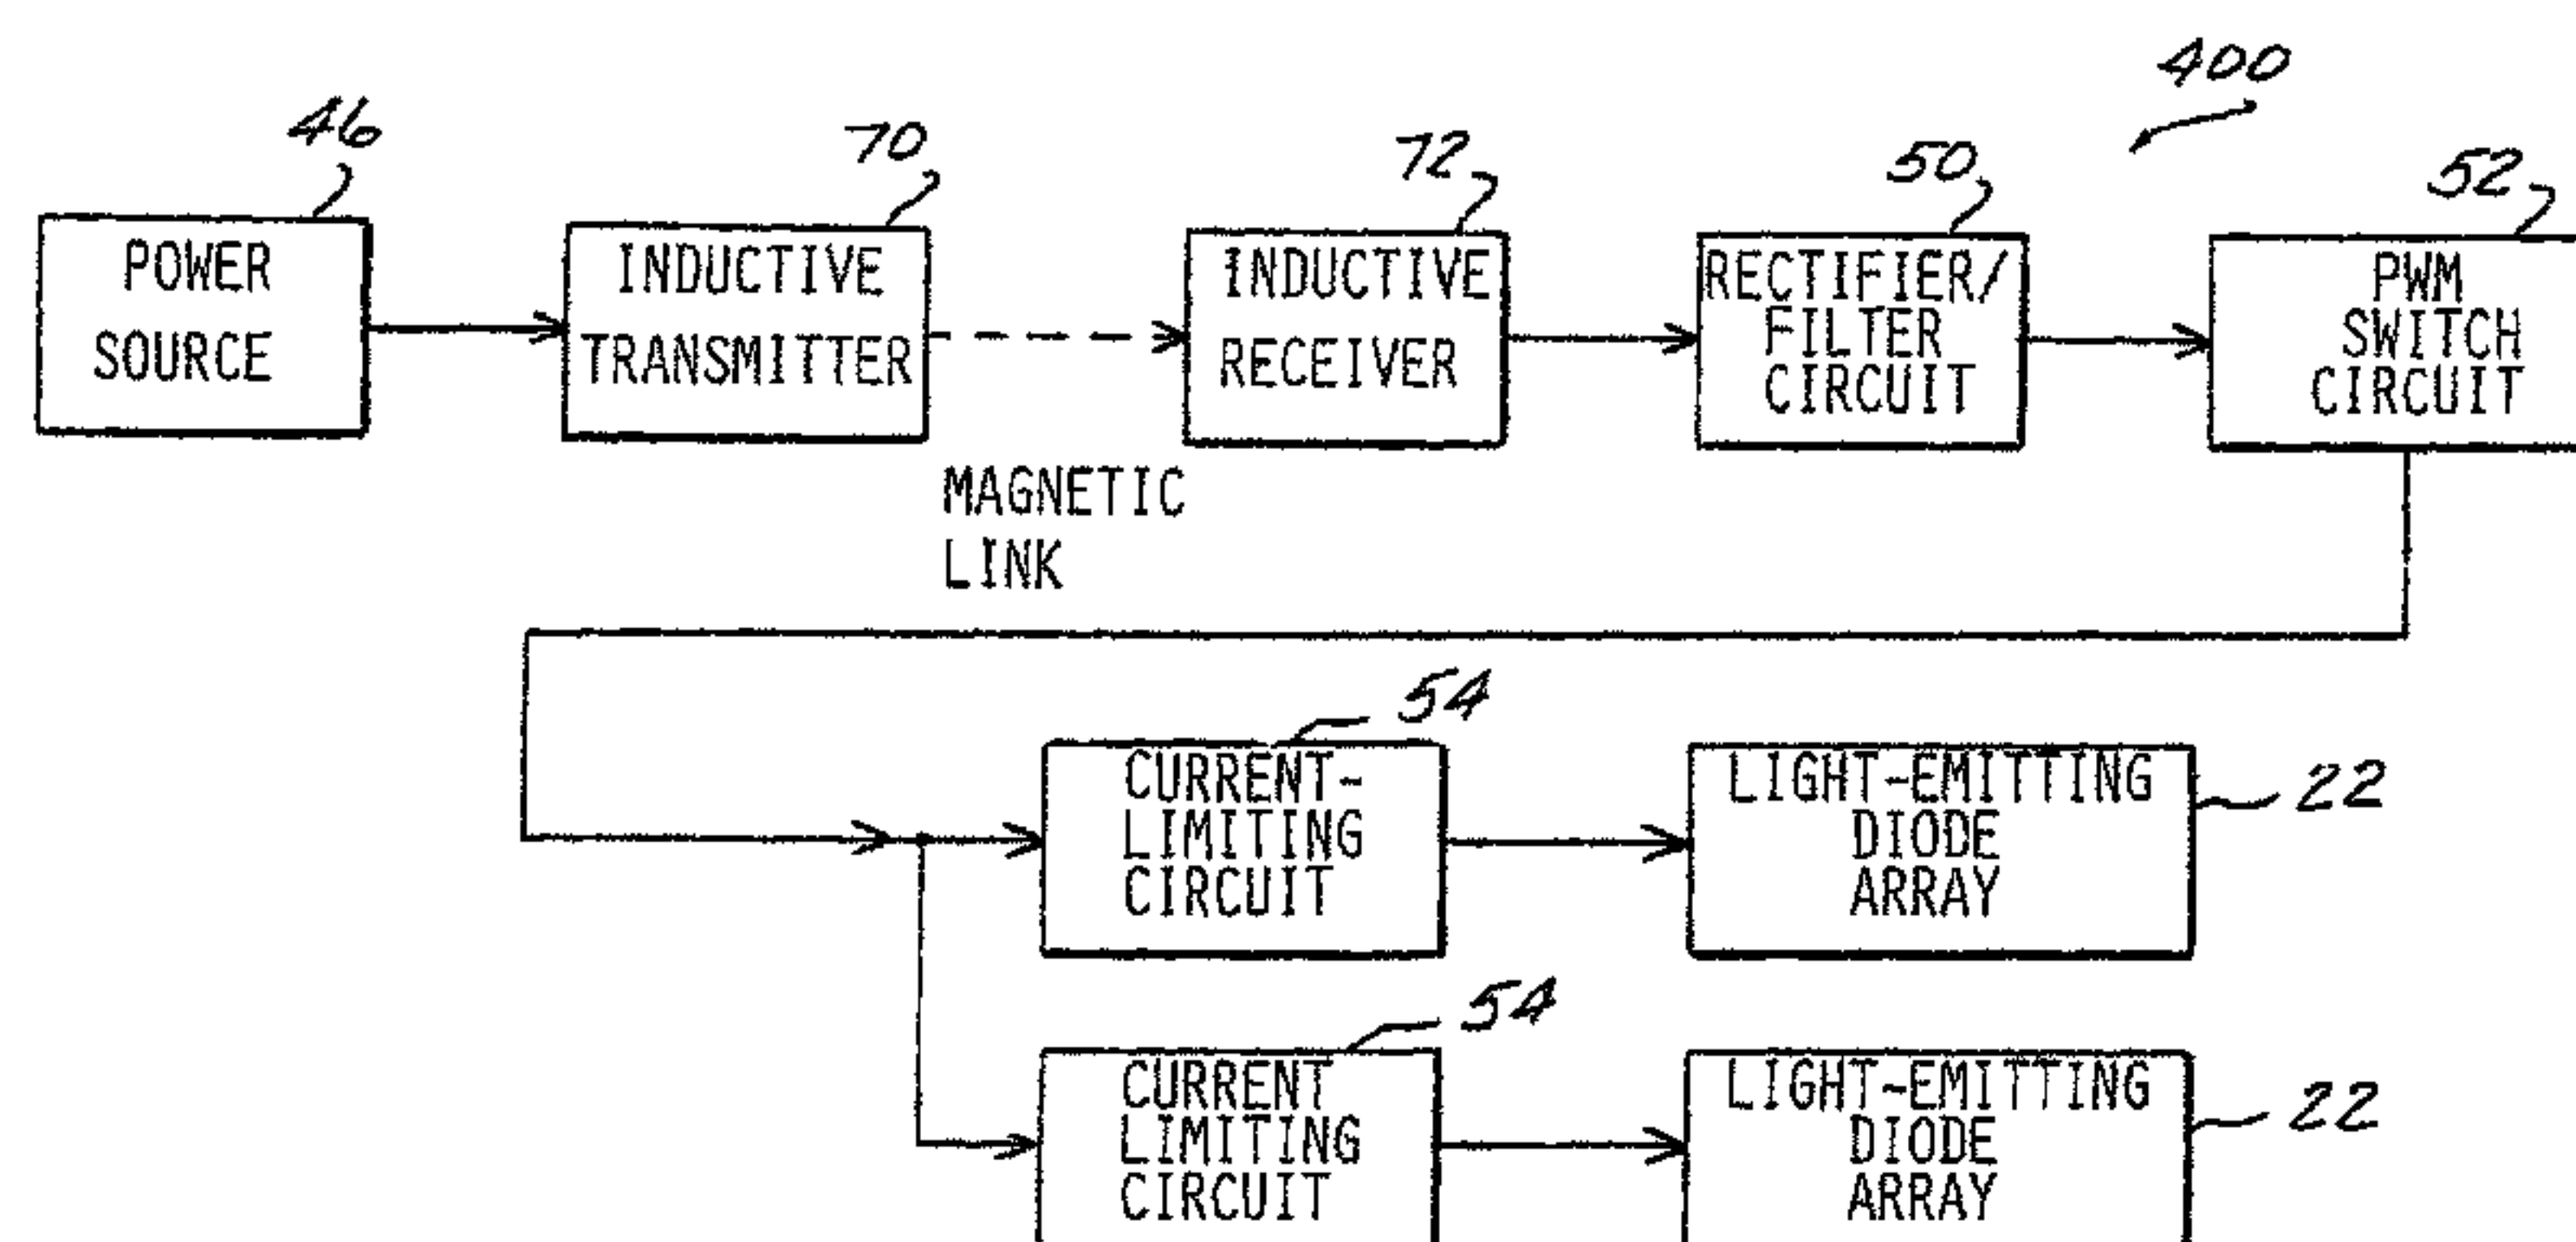 400
46
70
72
50
52
POWER
SOURCE
INDUCTIVE
TRANSMITTER
INDUCTIVE
RECEIVER
RECTIFIER/
FILTER
CIRCUIT
PWM
SWITCH
CIRCUIT
MAGNETIC
LINK
54
CURRENT-
LIMITING
CIRCUIT
LIGHT-EMITTING
DIODE
ARRAY
22
54
CURRENT
LIMITING
CIRCUIT
LIGHT-EMITTING
DIODE
ARRAY
22